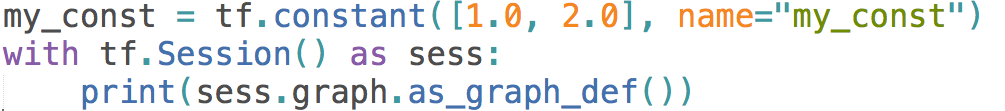 my_const = tf.constant([1.0, 2.0], name="my_const")
with tf.Session() as sess:
    print(sess.graph.as_graph_def())